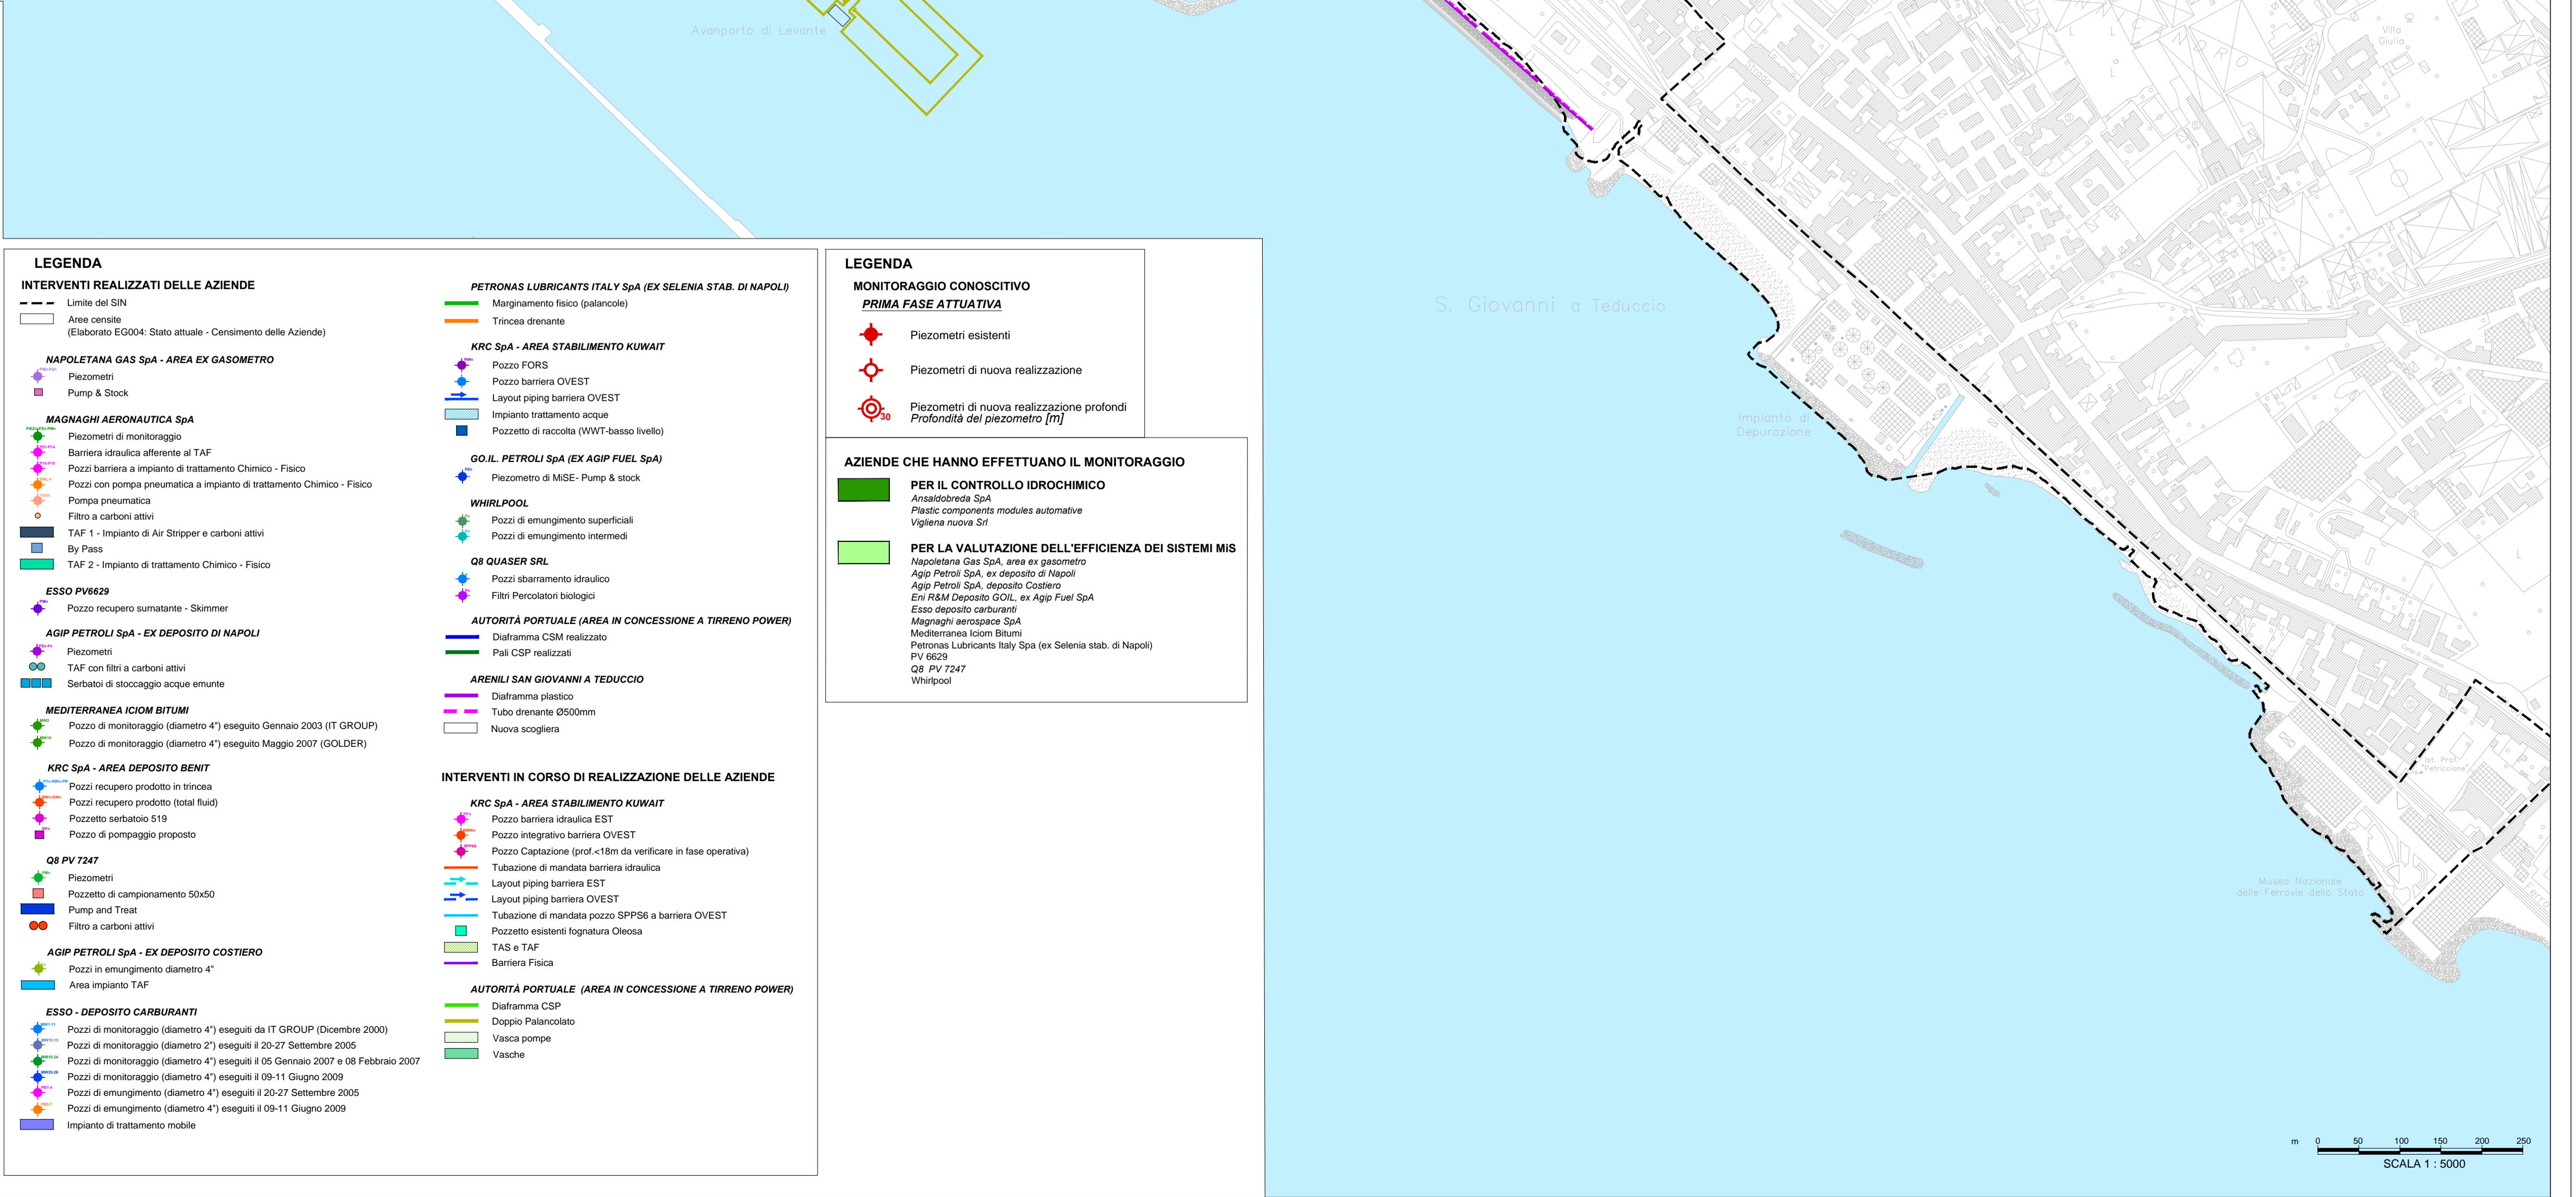 Avanporto di Levante
Villa
Giulia
S. Giovanni a Teduccio
Impianto di
Depurazione
Corso S. Giovanni
Ist. Prof.
"Petriccione"
Museo Nazionale
delle Ferrovie dello Stato
LEGENDA
INTERVENTI REALIZZATI DELLE AZIENDE
Limite del SIN
Aree censite
(Elaborato EG004: Stato attuale - Censimento delle Aziende)
NAPOLETANA GAS SpA - AREA EX GASOMETRO
Piezometri
Pump & Stock
MAGNAGHI AERONAUTICA SpA
Piezometri di monitoraggio
Barriera idraulica afferente al TAF
Pozzi barriera a impianto di trattamento Chimico - Fisico
Pozzi con pompa pneumatica a impianto di trattamento Chimico - Fisico
Pompa pneumatica
Filtro a carboni attivi
TAF 1 - Impianto di Air Stripper e carboni attivi
By Pass
TAF 2 - Impianto di trattamento Chimico - Fisico
ESSO PV6629
Pozzo recupero surnatante - Skimmer
AGIP PETROLI SpA - EX DEPOSITO DI NAPOLI
Piezometri
TAF con filtri a carboni attivi
Serbatoi di stoccaggio acque emunte
MEDITERRANEA ICIOM BITUMI
Pozzo di monitoraggio (diametro 4") eseguito Gennaio 2003 (IT GROUP)
Pozzo di monitoraggio (diametro 4") eseguito Maggio 2007 (GOLDER)
KRC SpA - AREA DEPOSITO BENIT
Pozzi recupero prodotto in trincea
Pozzi recupero prodotto (total fluid)
Pozzetto serbatoio 519
Pozzo di pompaggio proposto
Q8 PV 7247
Piezometri
Pozzetto di campionamento 50x50
Pump and Treat
Filtro a carboni attivi
AGIP PETROLI SpA - EX DEPOSITO COSTIERO
Pozzi in emungimento diametro 4"
Area impianto TAF
ESSO - DEPOSITO CARBURANTI
Pozzi di monitoraggio (diametro 4") eseguiti da IT GROUP (Dicembre 2000)
Pozzi di monitoraggio (diametro 2") eseguiti il 20-27 Settembre 2005
Pozzi di monitoraggio (diametro 4") eseguiti il 05 Gennaio 2007 e 08 Febbraio 2007
Pozzi di monitoraggio (diametro 4") eseguiti il 09-11 Giugno 2009
Pozzi di emungimento (diametro 4") eseguiti il 20-27 Settembre 2005
Pozzi di emungimento (diametro 4") eseguiti il 09-11 Giugno 2009
Impianto di trattamento mobile
PETRONAS LUBRICANTS ITALY SpA (EX SELENIA STAB. DI NAPOLI)
Marginamento fisico (palancole)
Trincea drenante
KRC SpA - AREA STABILIMENTO KUWAIT
Pozzo FORS
Pozzo barriera OVEST
Layout piping barriera OVEST
Impianto trattamento acque
Pozzetto di raccolta (WWT-basso livello)
GO.IL. PETROLI SpA (EX AGIP FUEL SpA)
Piezometro di MiSE- Pump & stock
WHIRLPOOL
Pozzi di emungimento superficiali
Pozzi di emungimento intermedi
Q8 QUASER SRL
Pozzi sbarramento idraulico
Filtri Percolatori biologici
AUTORITÀ PORTUALE (AREA IN CONCESSIONE A TIRRENO POWER)
Diaframma CSM realizzato
Pali CSP realizzati
ARENILI SAN GIOVANNI A TEDUCCIO
Diaframma plastico
Tubo drenante Ø500mm
Nuova scogliera
INTERVENTI IN CORSO DI REALIZZAZIONE DELLE AZIENDE
KRC SpA - AREA STABILIMENTO KUWAIT
Pozzo barriera idraulica EST
Pozzo integrativo barriera OVEST
Pozzo Captazione (prof.<18m da verificare in fase operativa)
Tubazione di mandata barriera idraulica
Layout piping barriera EST
Layout piping barriera OVEST
Tubazione di mandata pozzo SPPS6 a barriera OVEST
Pozzetto esistenti fognatura Oleosa
TAS e TAF
Barriera Fisica
AUTORITÀ PORTUALE (AREA IN CONCESSIONE A TIRRENO POWER)
Diaframma CSP
Doppio Palancolato
Vasca pompe
Vasche
LEGENDA
MONITORAGGIO CONOSCITIVO
PRIMA FASE ATTUATIVA
Piezometri esistenti
Piezometri di nuova realizzazione
30
Piezometri di nuova realizzazione profondi
Profondità del piezometro [m]
AZIENDE CHE HANNO EFFETTUANO IL MONITORAGGIO
PER IL CONTROLLO IDROCHIMICO
Ansaldobreda SpA
Plastic components modules automative
Vigliena nuova Srl
PER LA VALUTAZIONE DELL'EFFICIENZA DEI SISTEMI MiS
Napoletana Gas SpA, area ex gasometro
Agip Petroli SpA, ex deposito di Napoli
Agip Petroli SpA, deposito Costiero
Eni R&M Deposito GOIL, ex Agip Fuel SpA
Esso deposito carburanti
Magnaghi aerospace SpA
Mediterranea Iciom Bitumi
Petronas Lubricants Italy Spa (ex Selenia stab. di Napoli)
PV 6629
Q8 PV 7247
Whirlpool
m 0 50 100 150 200 250
SCALA 1 : 5000